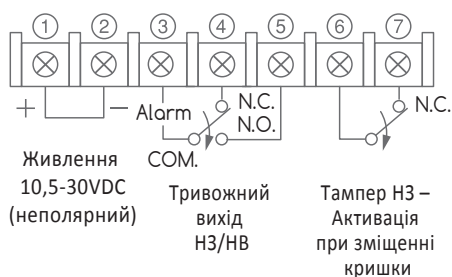 ① ② ③ ④ ⑤ ⑥ ⑦
+ − Alarm N.C. N.O. N.C.
COM.
Живлення
10,5-30VDC
(неполярний)
Тривожний
вихід
НЗ/НВ
Тампер НЗ –
Активація
при зміщенні
кришки